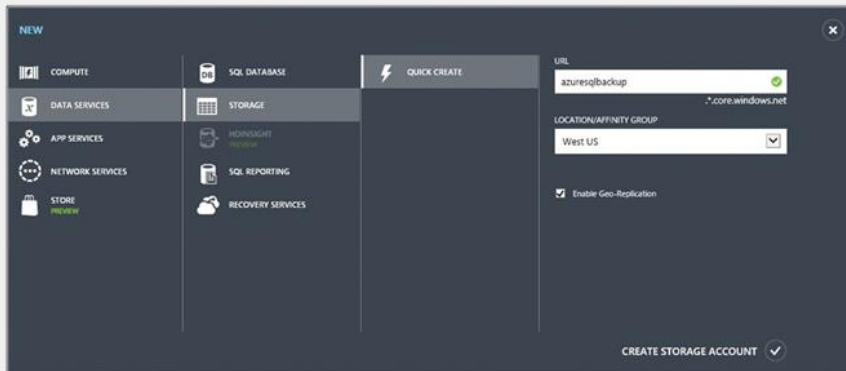 NEW
COMPUTE
DATA SERVICES
APP SERVICES
NETWORK SERVICES
STORE
PREVIEW
SQL DATABASE
STORAGE
HDINSIGHT
PREVIEW
SQL REPORTING
RECOVERY SERVICES
QUICK CREATE
URL
azuresqlbackup
.*.core.windows.net
LOCATION/AFFINITY GROUP
West US
Enable Geo-Replication
CREATE STORAGE ACCOUNT